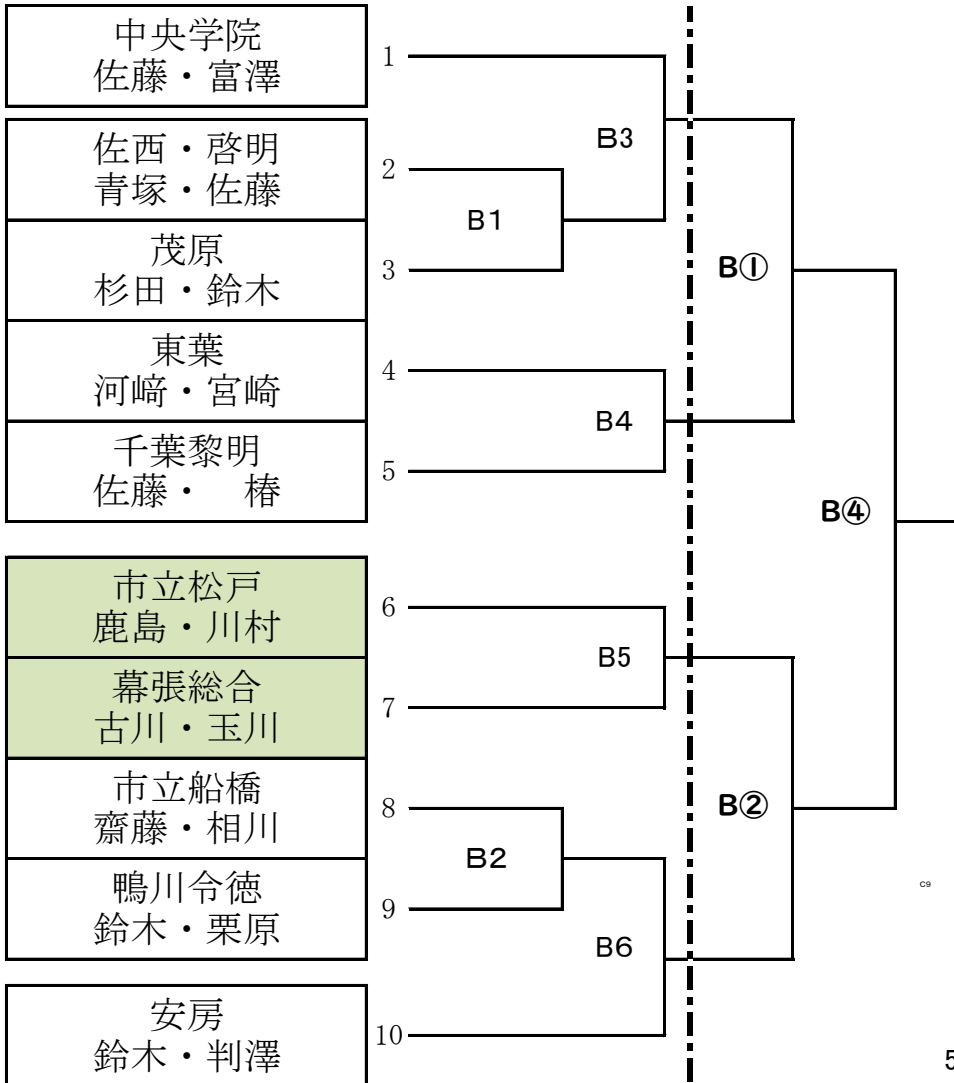 中央学院
佐藤・富澤
1
佐西・啓明
青塚・佐藤
2
茂原
杉田・鈴木
3
東葉
河﨑・宮崎
4
千葉黎明
佐藤・　椿
5
市立松戸
鹿島・川村
6
幕張総合
古川・玉川
7
市立船橋
齋藤・相川
8
鴨川令徳
鈴木・栗原
9
安房
鈴木・判澤
10
B3
B1
B4
B5
B2
B6
B①
B②
B④
C9
5